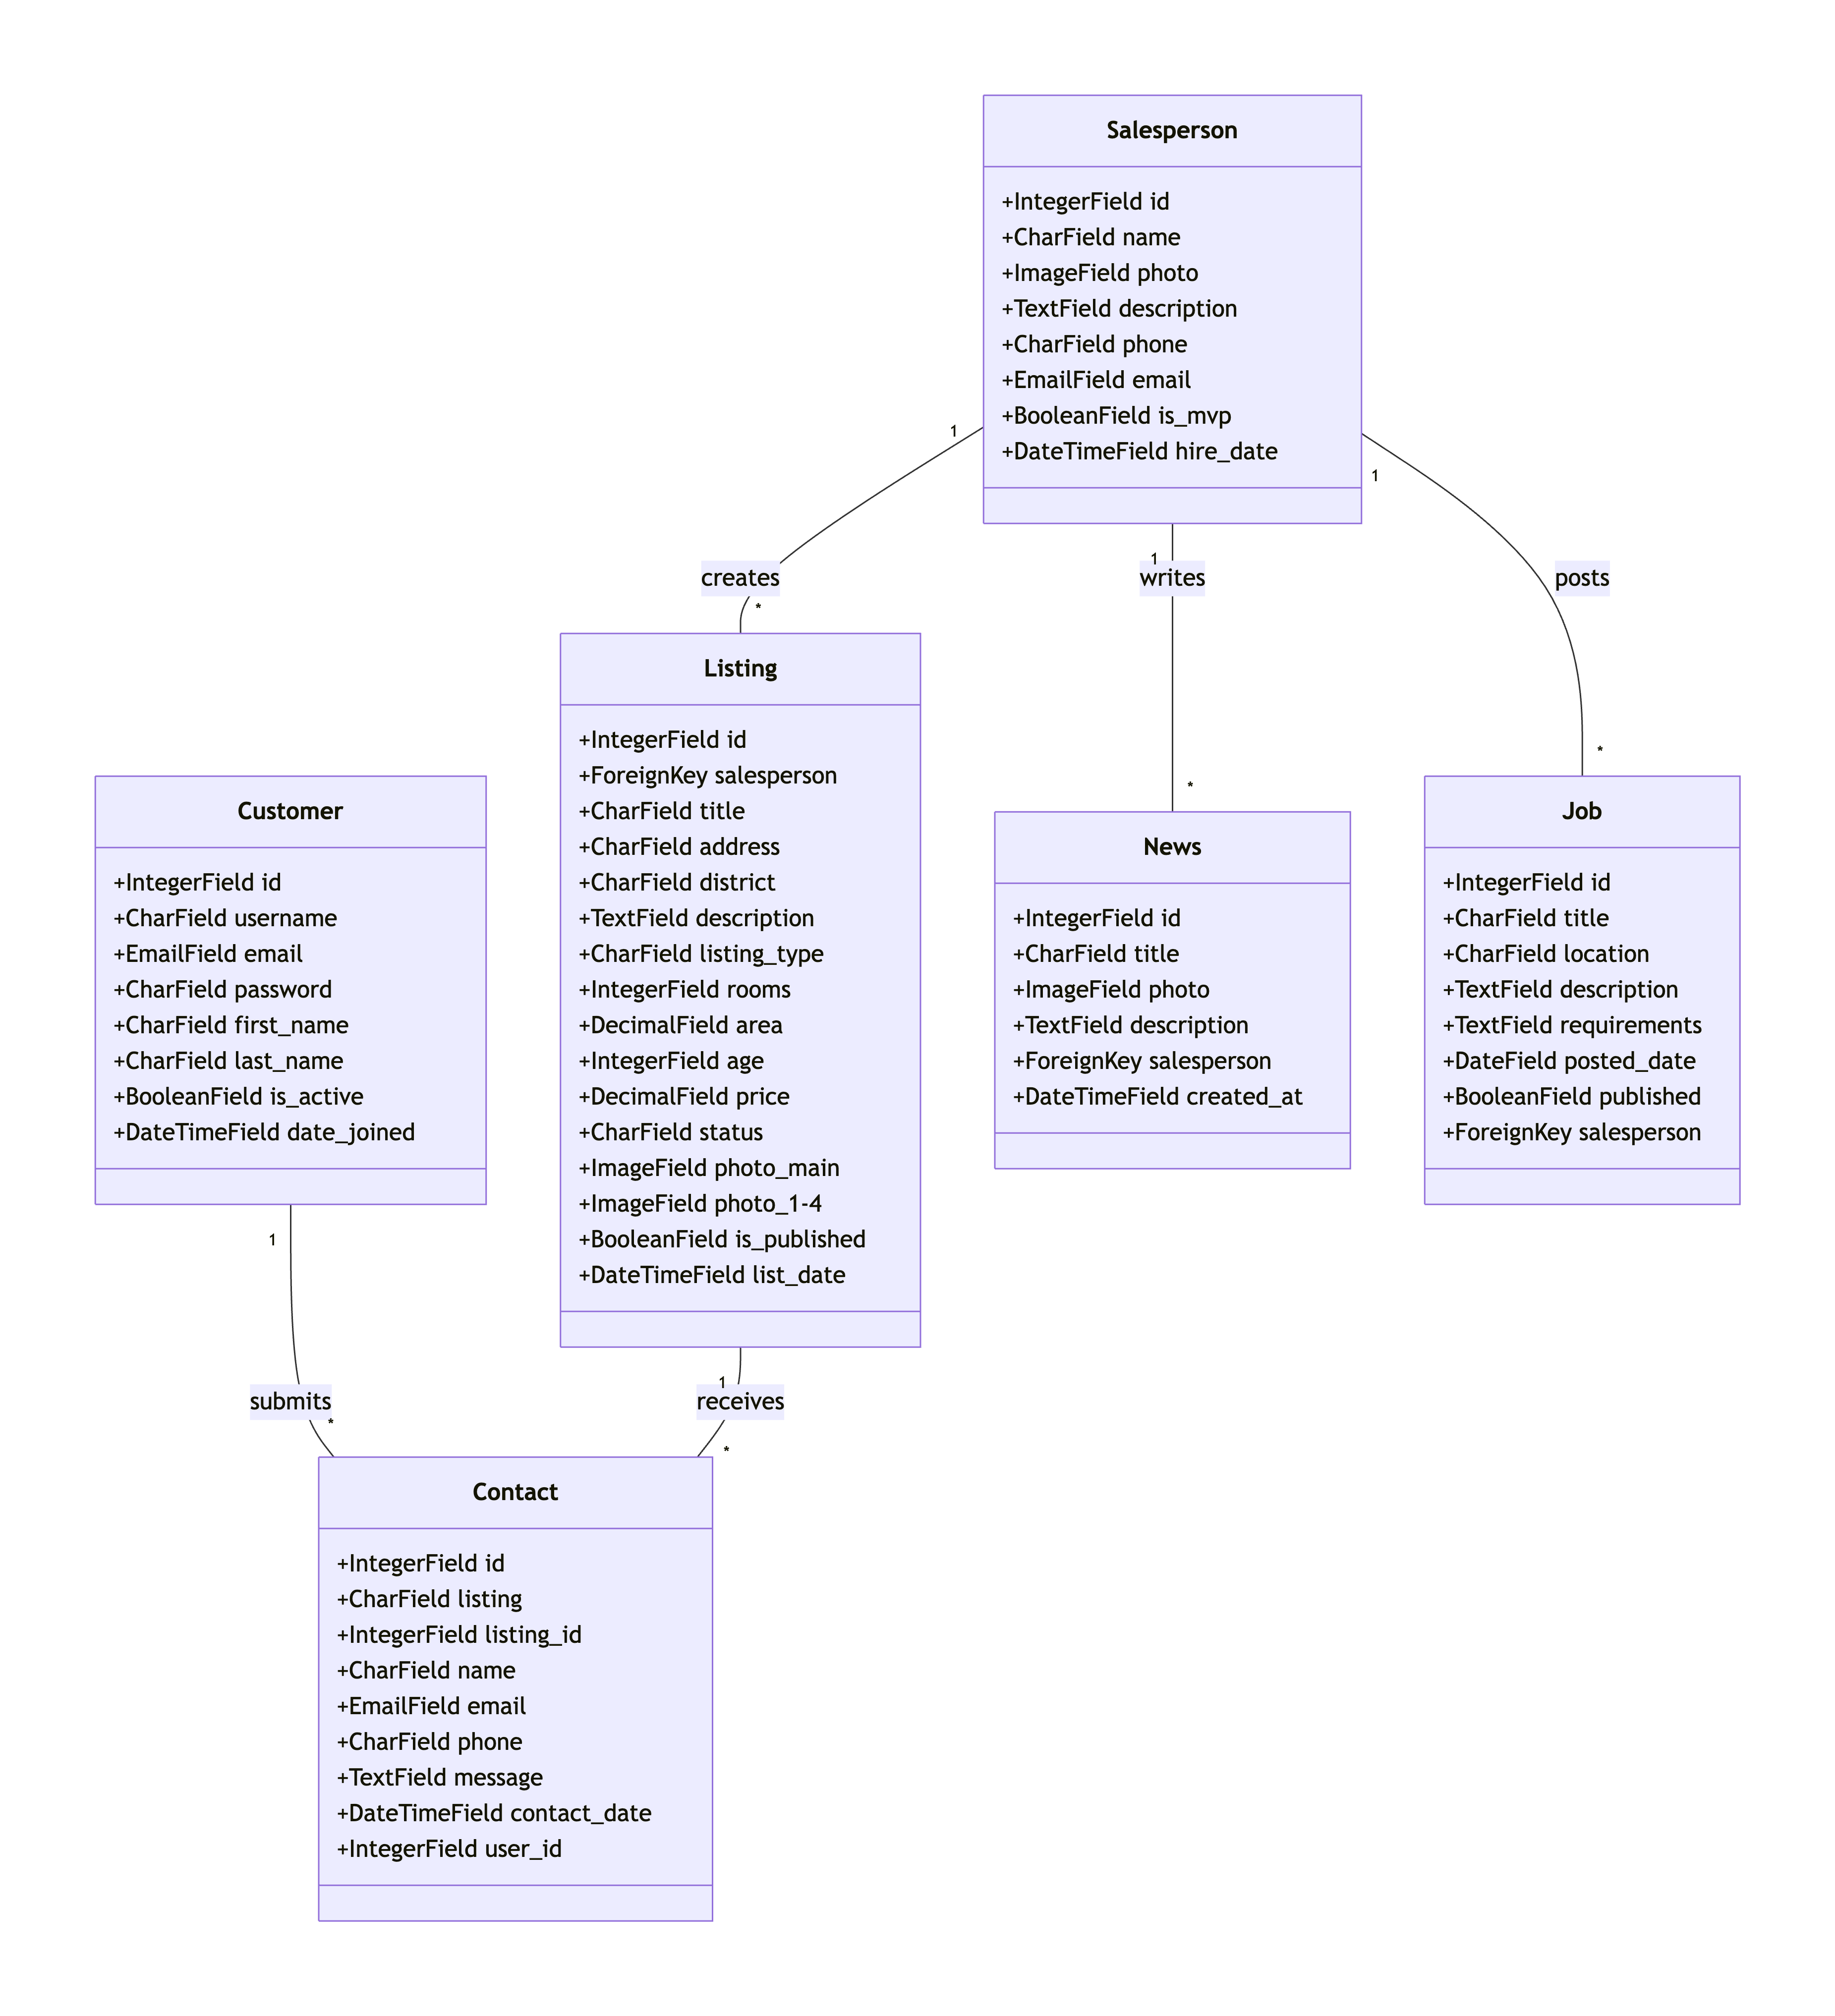 Salesperson
+IntegerField id
+CharField name
+ImageField photo
+TextField description
+CharField phone
+EmailField email
+BooleanField is_mvp
+DateTimeField hire_date
1
1
1
creates
writes
posts
*
*
*
Listing
+IntegerField id
+ForeignKey salesperson
+CharField title
+CharField address
+CharField district
+TextField description
+CharField listing_type
+IntegerField rooms
+DecimalField area
+IntegerField age
+DecimalField price
+CharField status
+ImageField photo_main
+ImageField photo_1-4
+BooleanField is_published
+DateTimeField list_date
Customer
+IntegerField id
+CharField username
+EmailField email
+CharField password
+CharField first_name
+CharField last_name
+BooleanField is_active
+DateTimeField date_joined
News
+IntegerField id
+CharField title
+ImageField photo
+TextField description
+ForeignKey salesperson
+DateTimeField created_at
Job
+IntegerField id
+CharField title
+CharField location
+TextField description
+TextField requirements
+DateField posted_date
+BooleanField published
+ForeignKey salesperson
1
1
submits
receives
*
*
Contact
+IntegerField id
+CharField listing
+IntegerField listing_id
+CharField name
+EmailField email
+CharField phone
+TextField message
+DateTimeField contact_date
+IntegerField user_id